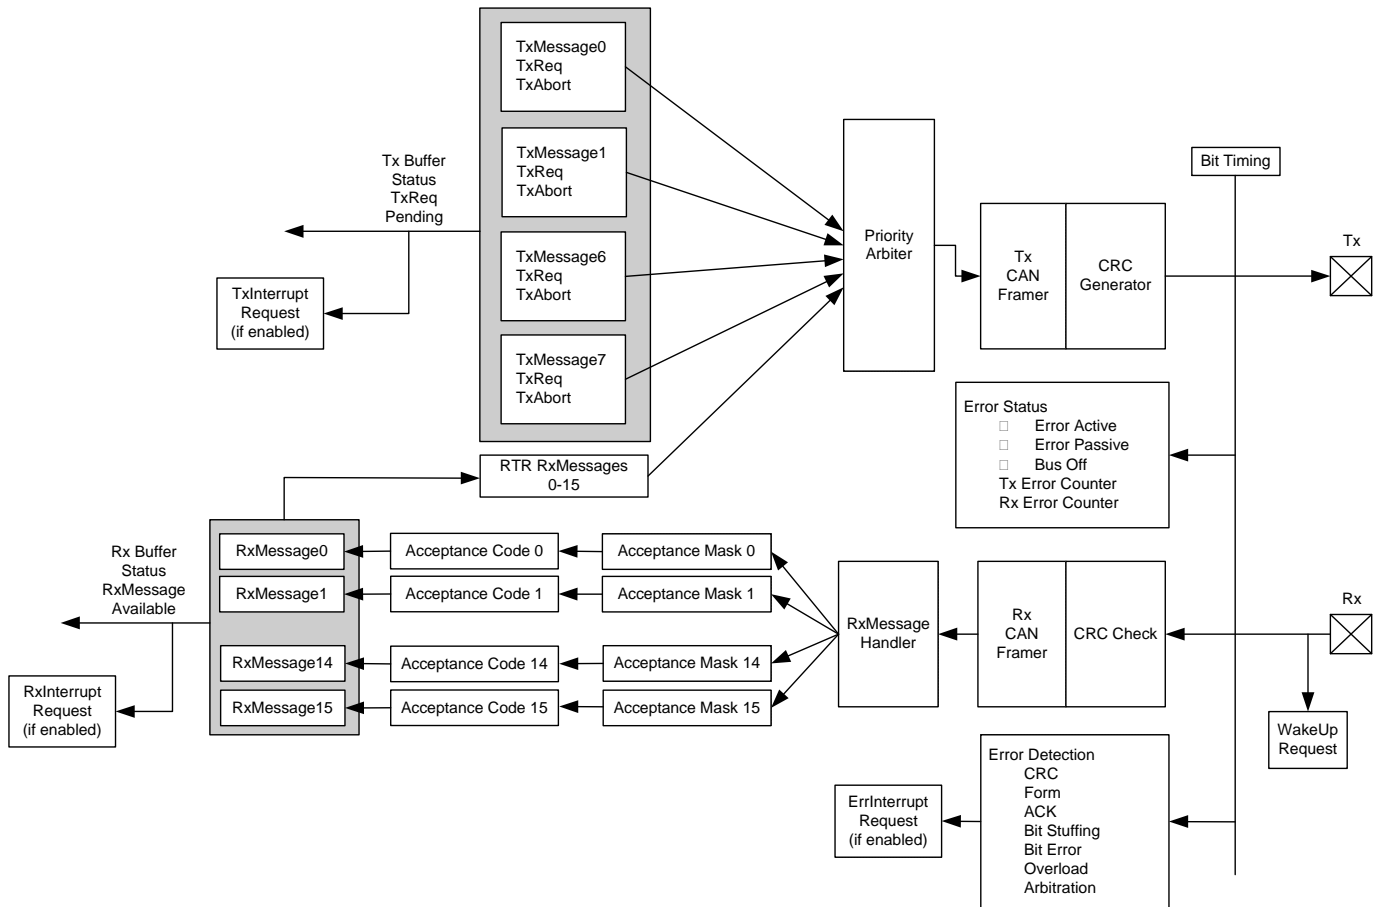 TxMessage0
TxReq
TxAbort
TxMessage1
TxReq
TxAbort
TxMessage6
TxReq
TxAbort
TxMessage7
TxReq
TxAbort
Tx Buffer
Status
TxReq
Pending
TxInterrupt
Request
(if enabled)
Priority
Arbiter
Tx
CAN
Framer
CRC
Generator
Bit Timing
Tx
Error Status
Error Active
Error Passive
Bus Off
Tx Error Counter
Rx Error Counter
RTR RxMessages
0-15
Rx Buffer
Status
RxMessage
Available
RxInterrupt
Request
(if enabled)
RxMessage0
Acceptance Code 0
Acceptance Mask 0
RxMessage1
Acceptance Code 1
Acceptance Mask 1
RxMessage14
Acceptance Code 14
Acceptance Mask 14
RxMessage15
Acceptance Code 15
Acceptance Mask 15
RxMessage
Handler
Rx
CAN
Framer
CRC Check
Rx
WakeUp
Request
Error Detection
CRC
Form
ACK
Bit Stuffing
Bit Error
Overload
Arbitration
ErrInterrupt
Request
(if enabled)